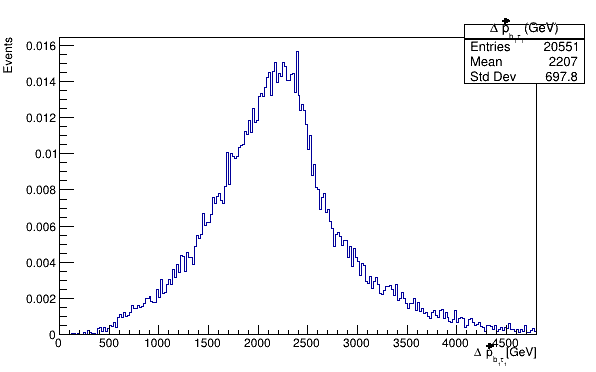 Δ p⃗ b₁τ₁ (GeV)
Entries 20551
Mean 2207
Std Dev 697.8
Events
0.016
0.014
0.012
0.01
0.008
0.006
0.004
0.002
0
0 500 1000 1500 2000 2500 3000 3500 4000 4500
Δ p⃗ b₁τ₁ [GeV]